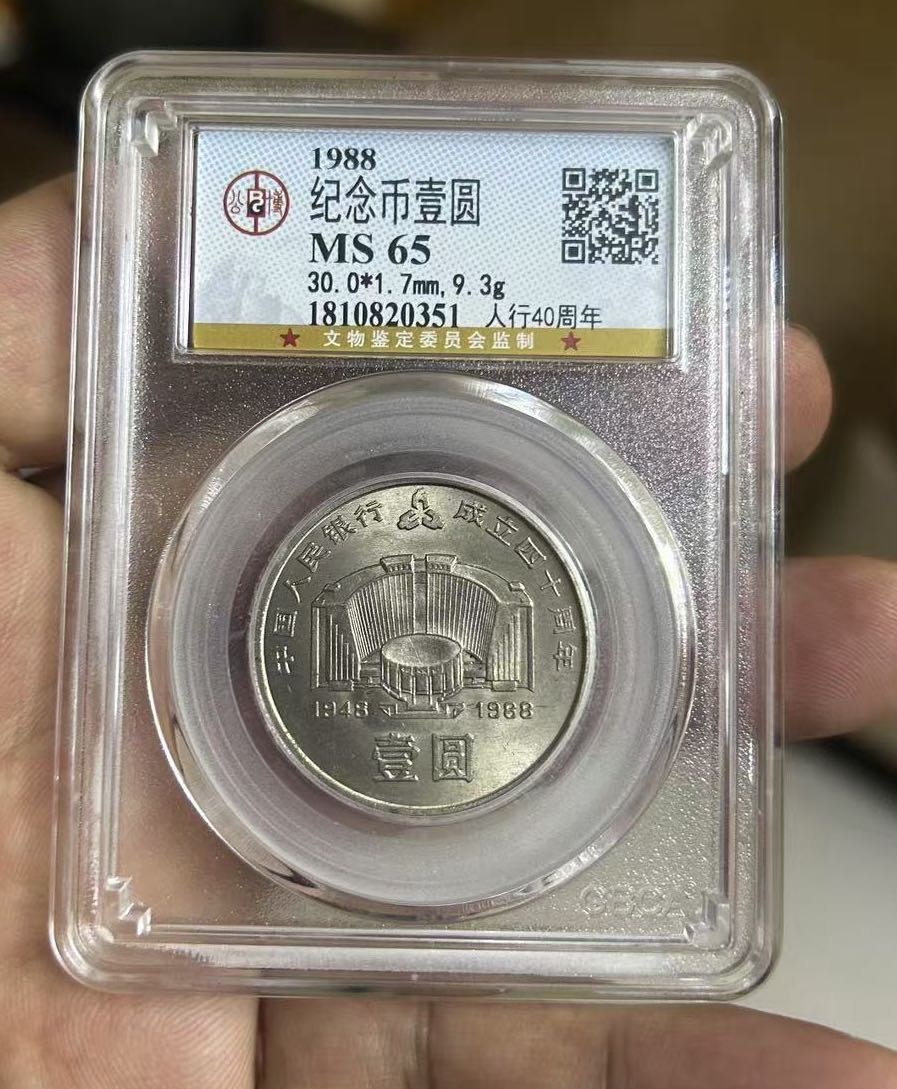 1988
纪念币壹圆
MS 65
30.0*1.7mm,9.3g
1810820351 人行40周年
文物鉴定委员会监制
公博
中国人民银行 成立四十周年
1948 1988
壹圆
GBCA